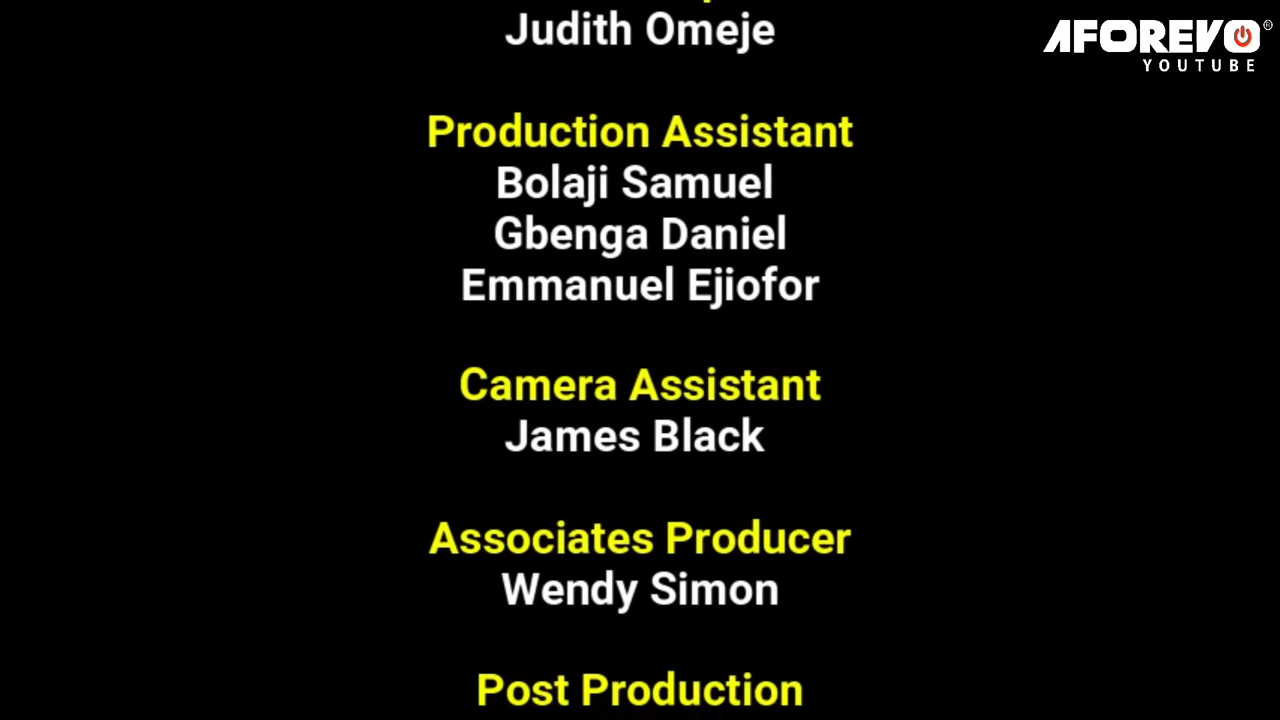 Judith Omeje
AFOREVO®
YOUTUBE
Production Assistant
Bolaji Samuel
Gbenga Daniel
Emmanuel Ejiofor
Camera Assistant
James Black
Associates Producer
Wendy Simon
Post Production